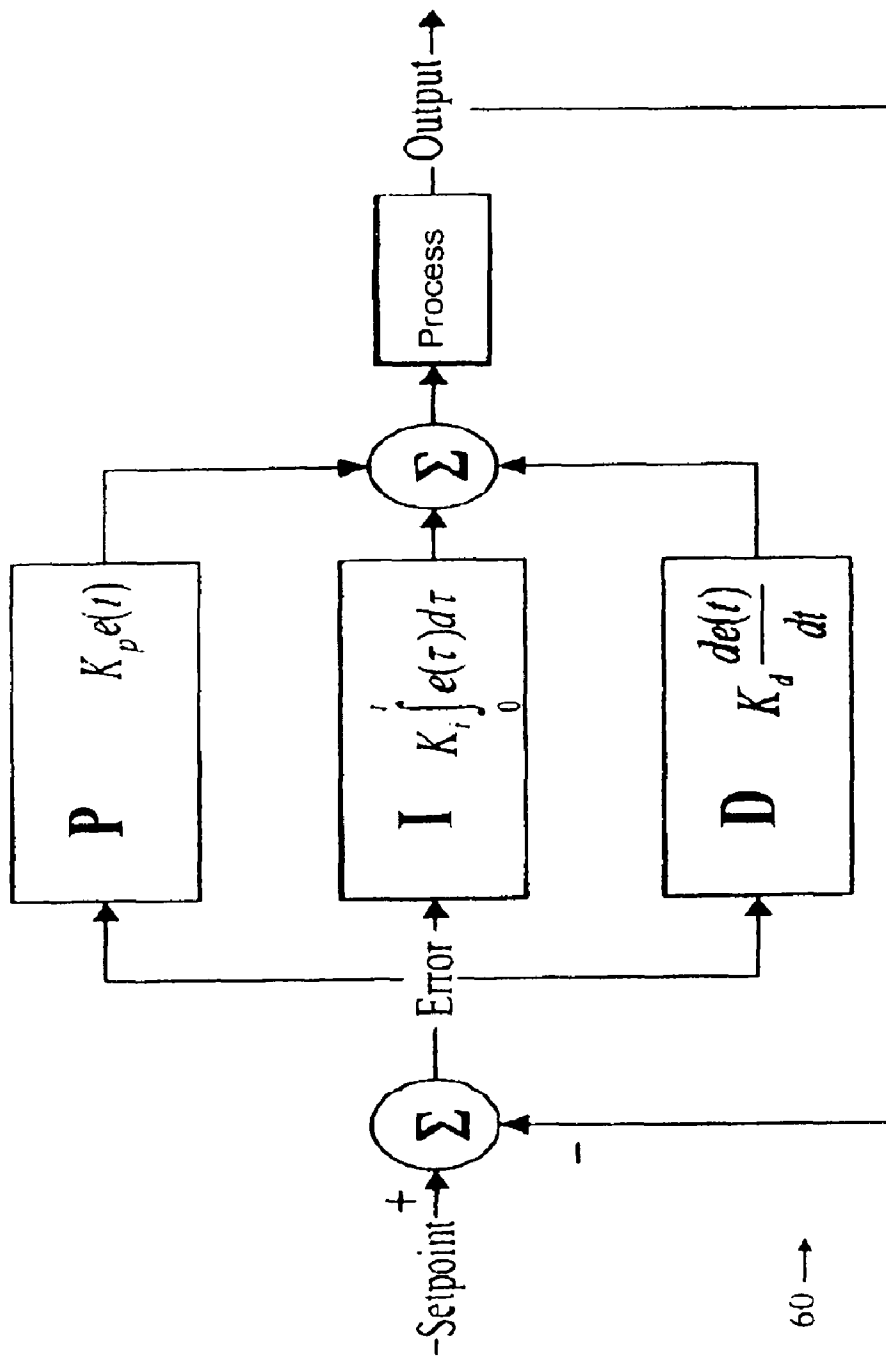 P K_p e(t)
Setpoint + Σ Error I K_i ∫_0^t e(τ)dτ Σ Process Output
-
D K_d de(t)/dt
60